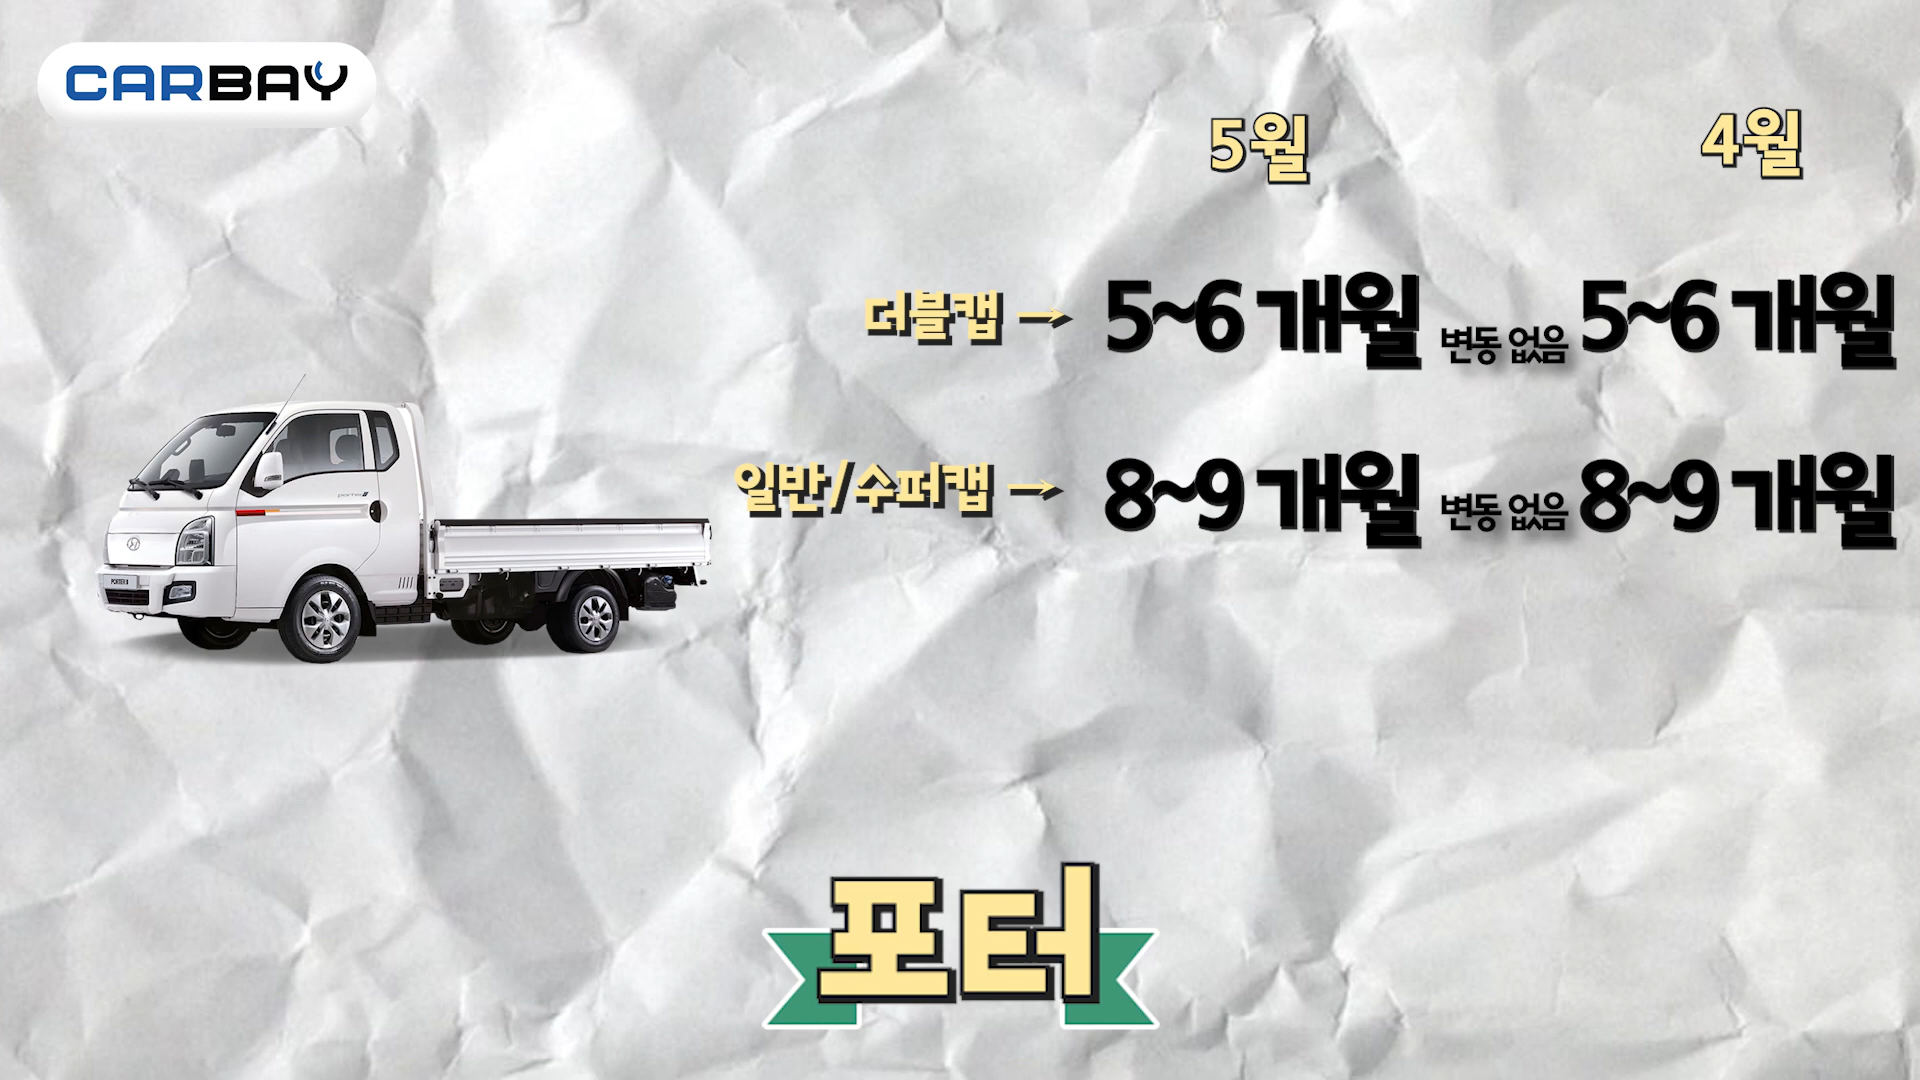 CARBAY
5월 4월
더블캡 → 5~6 개월 변동 없음 5~6 개월
일반/수퍼캡 → 8~9 개월 변동 없음 8~9 개월
PORTER II
포터